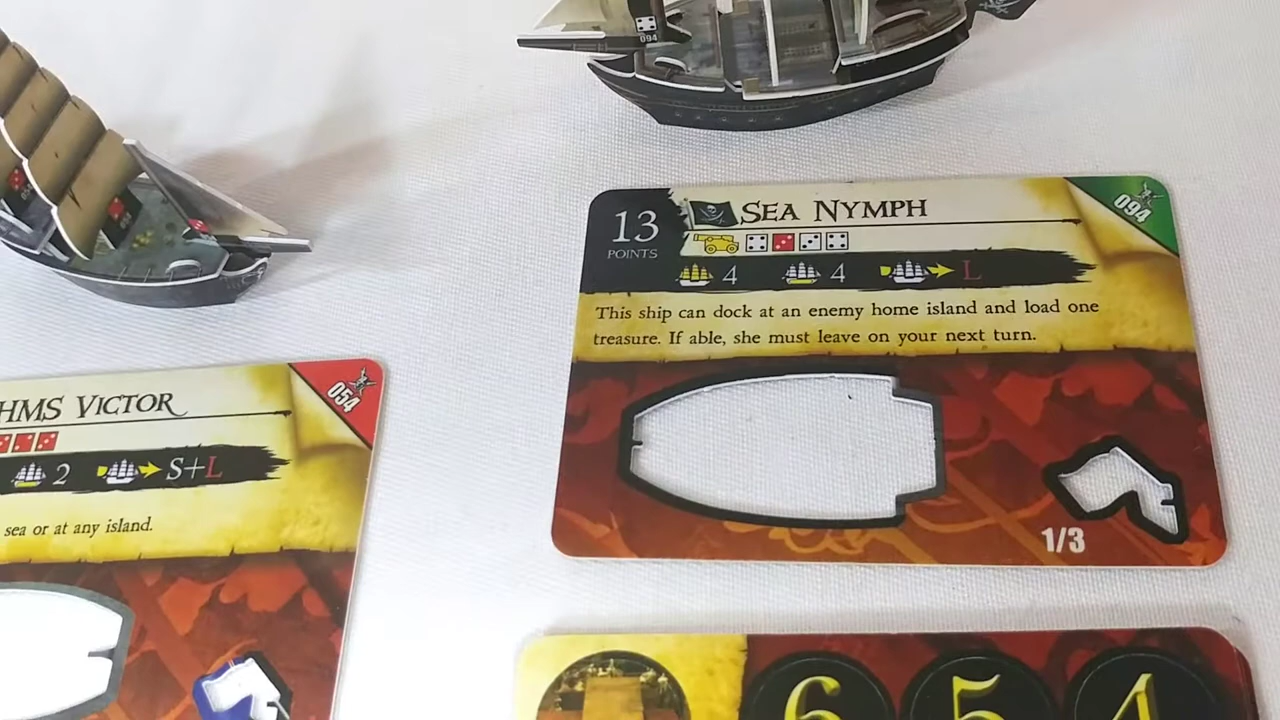 094
13
POINTS
SEA NYMPH
094
4 4 L
This ship can dock at an enemy home island and load one
treasure. If able, she must leave on your next turn.
1/3
HMS VICTOR
054
2 S+L
sea or at any island.
6 5 4